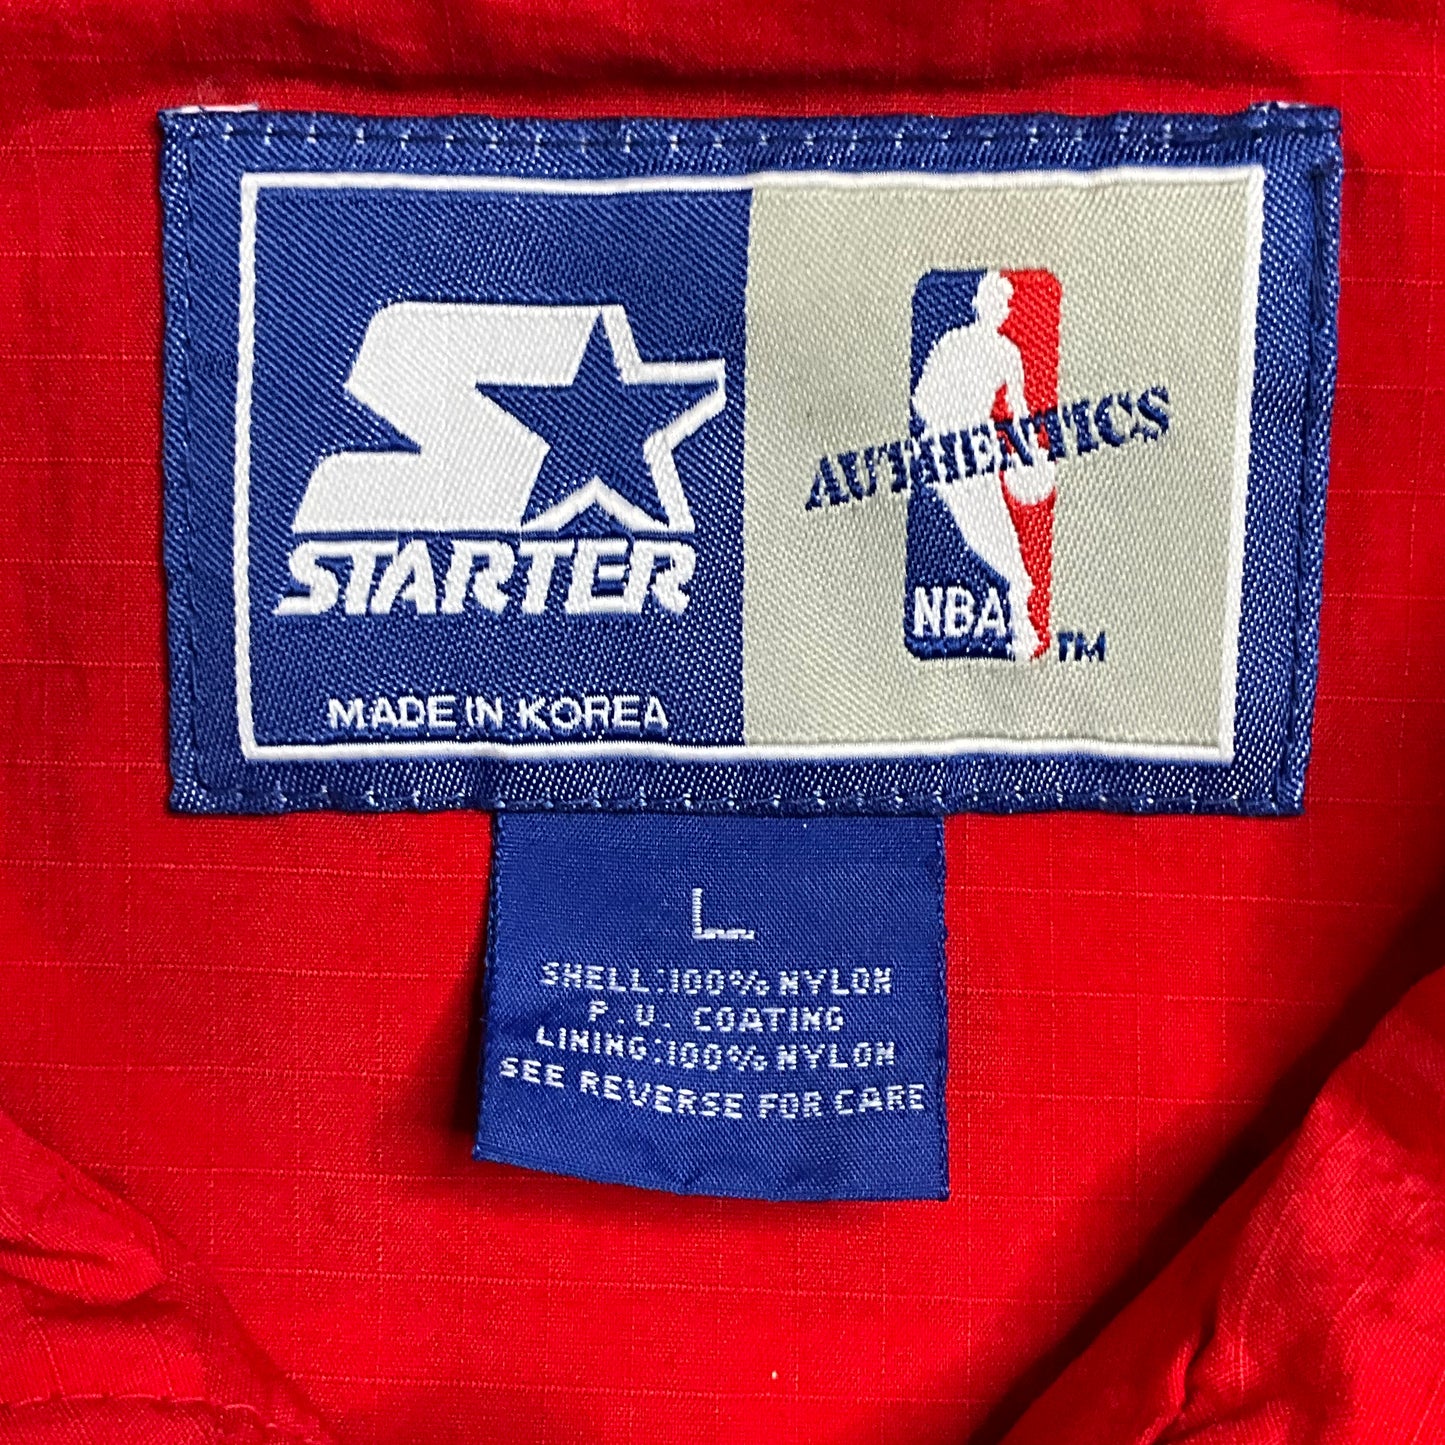 STARTER
MADE IN KOREA
AUTHENTICS
NBA
TM
L
SHELL:100% NYLON
P.U. COATING
LINING:100% NYLON
SEE REVERSE FOR CARE